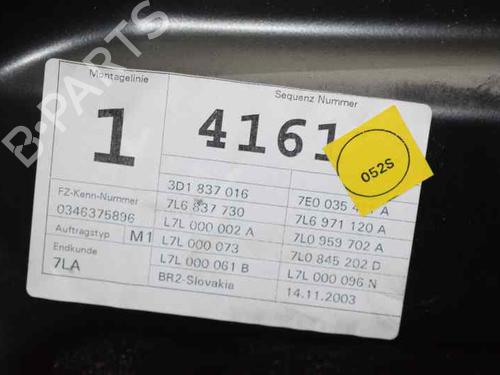 B-PARTS
Montagelinie
1
Sequenz Nummer
4161
052S
FZ-Kenn-Nummer
0346375896
Auftragstyp M1
Endkunde
7LA
3D1 837 016
7L6 837 730
L7L 000 002 A
L7L 000 073
L7L 000 061 B
BR2-Slovakia
7E0 035 A
7L6 971 120 A
7L0 959 702 A
7L0 845 202 D
L7L 000 096 N
14.11.2003